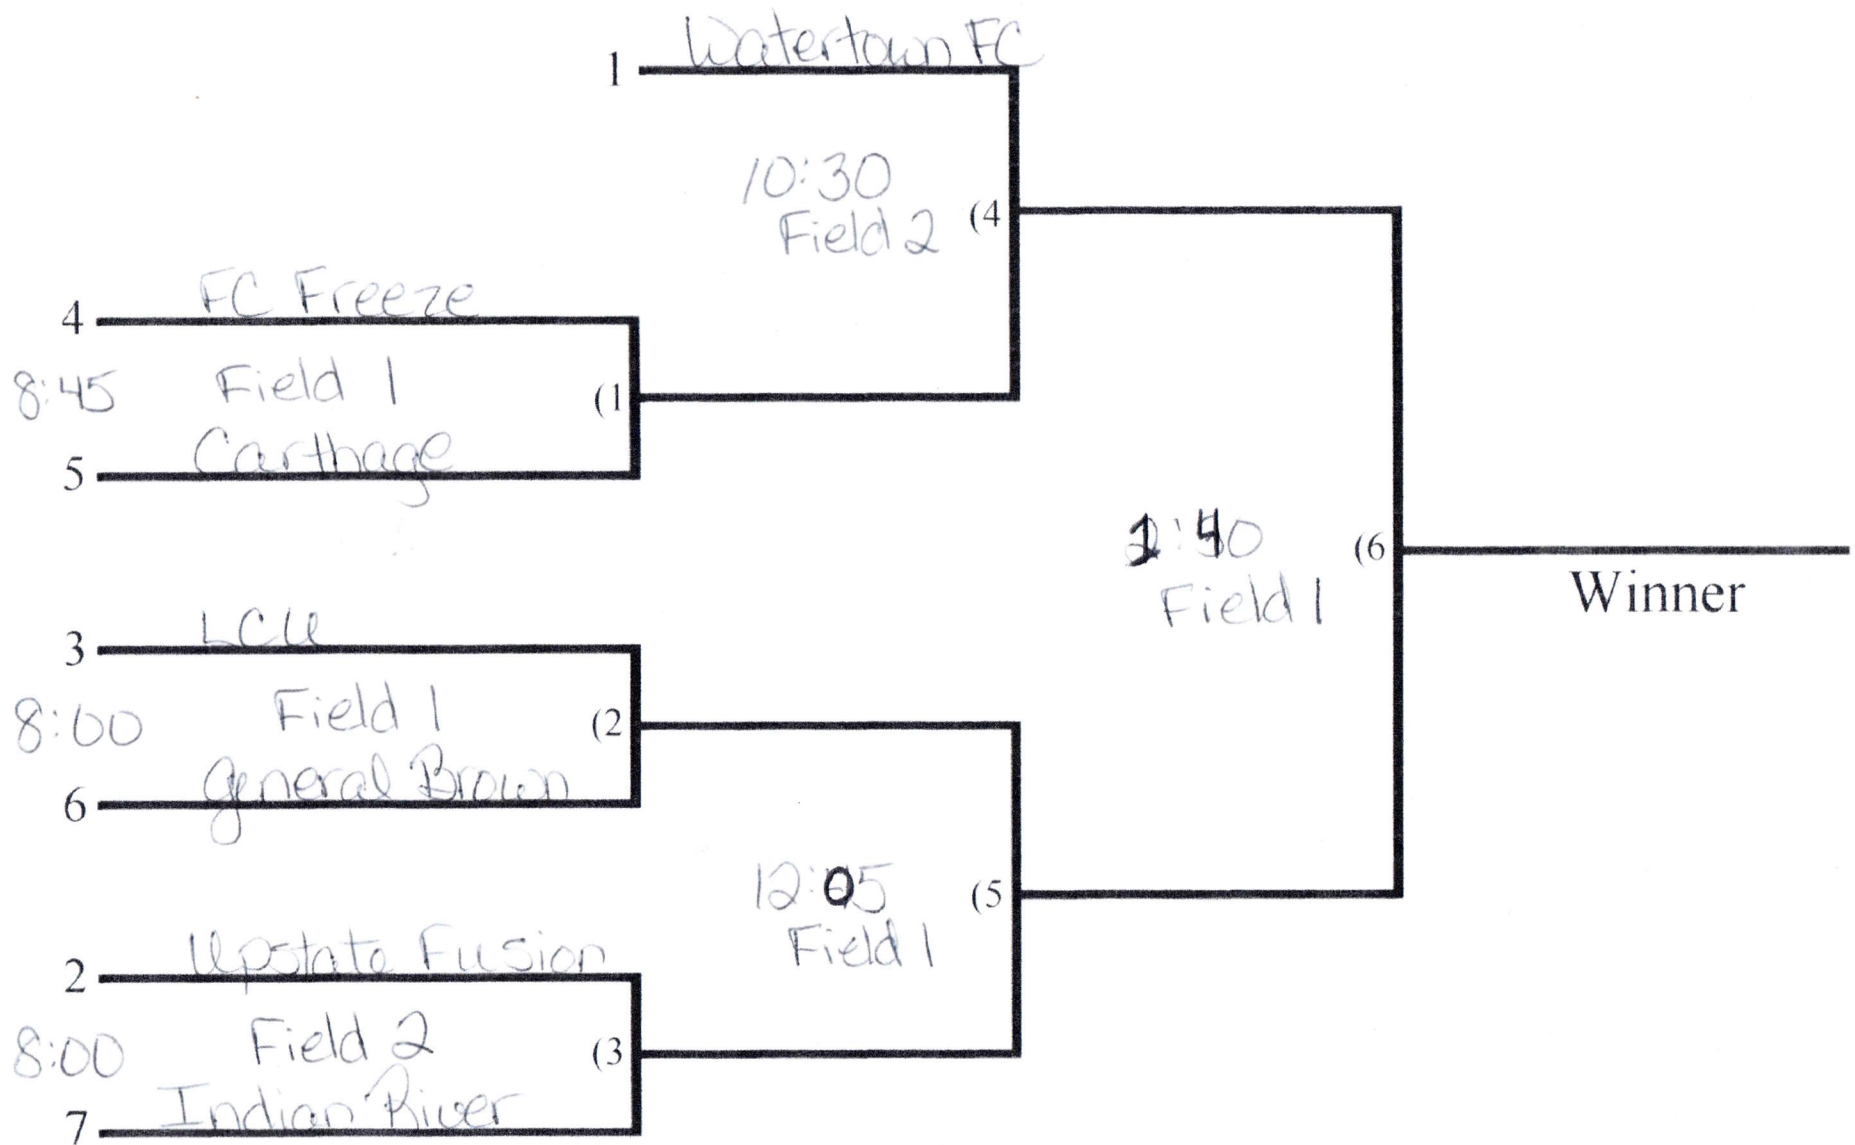 1 Watertown FC
10:30
Field 2 (4
4 FC Freeze
8:45 Field 1 (1
5 Carthage
1:40 (6
Field 1
Winner
3 LCU
8:00 Field 1 (2
6 General Brown
12:05 (5
Field 1
2 Upstate Fusion
8:00 Field 2 (3
7 Indian River